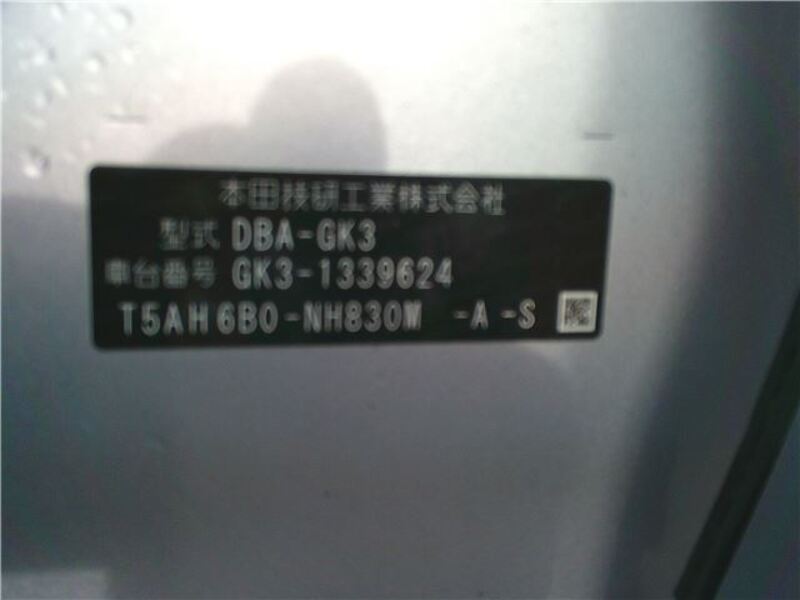 本田技研工業株式会社
型式 DBA-GK3
車台番号 GK3-1339624
T5AH6B0-NH830M -A -S